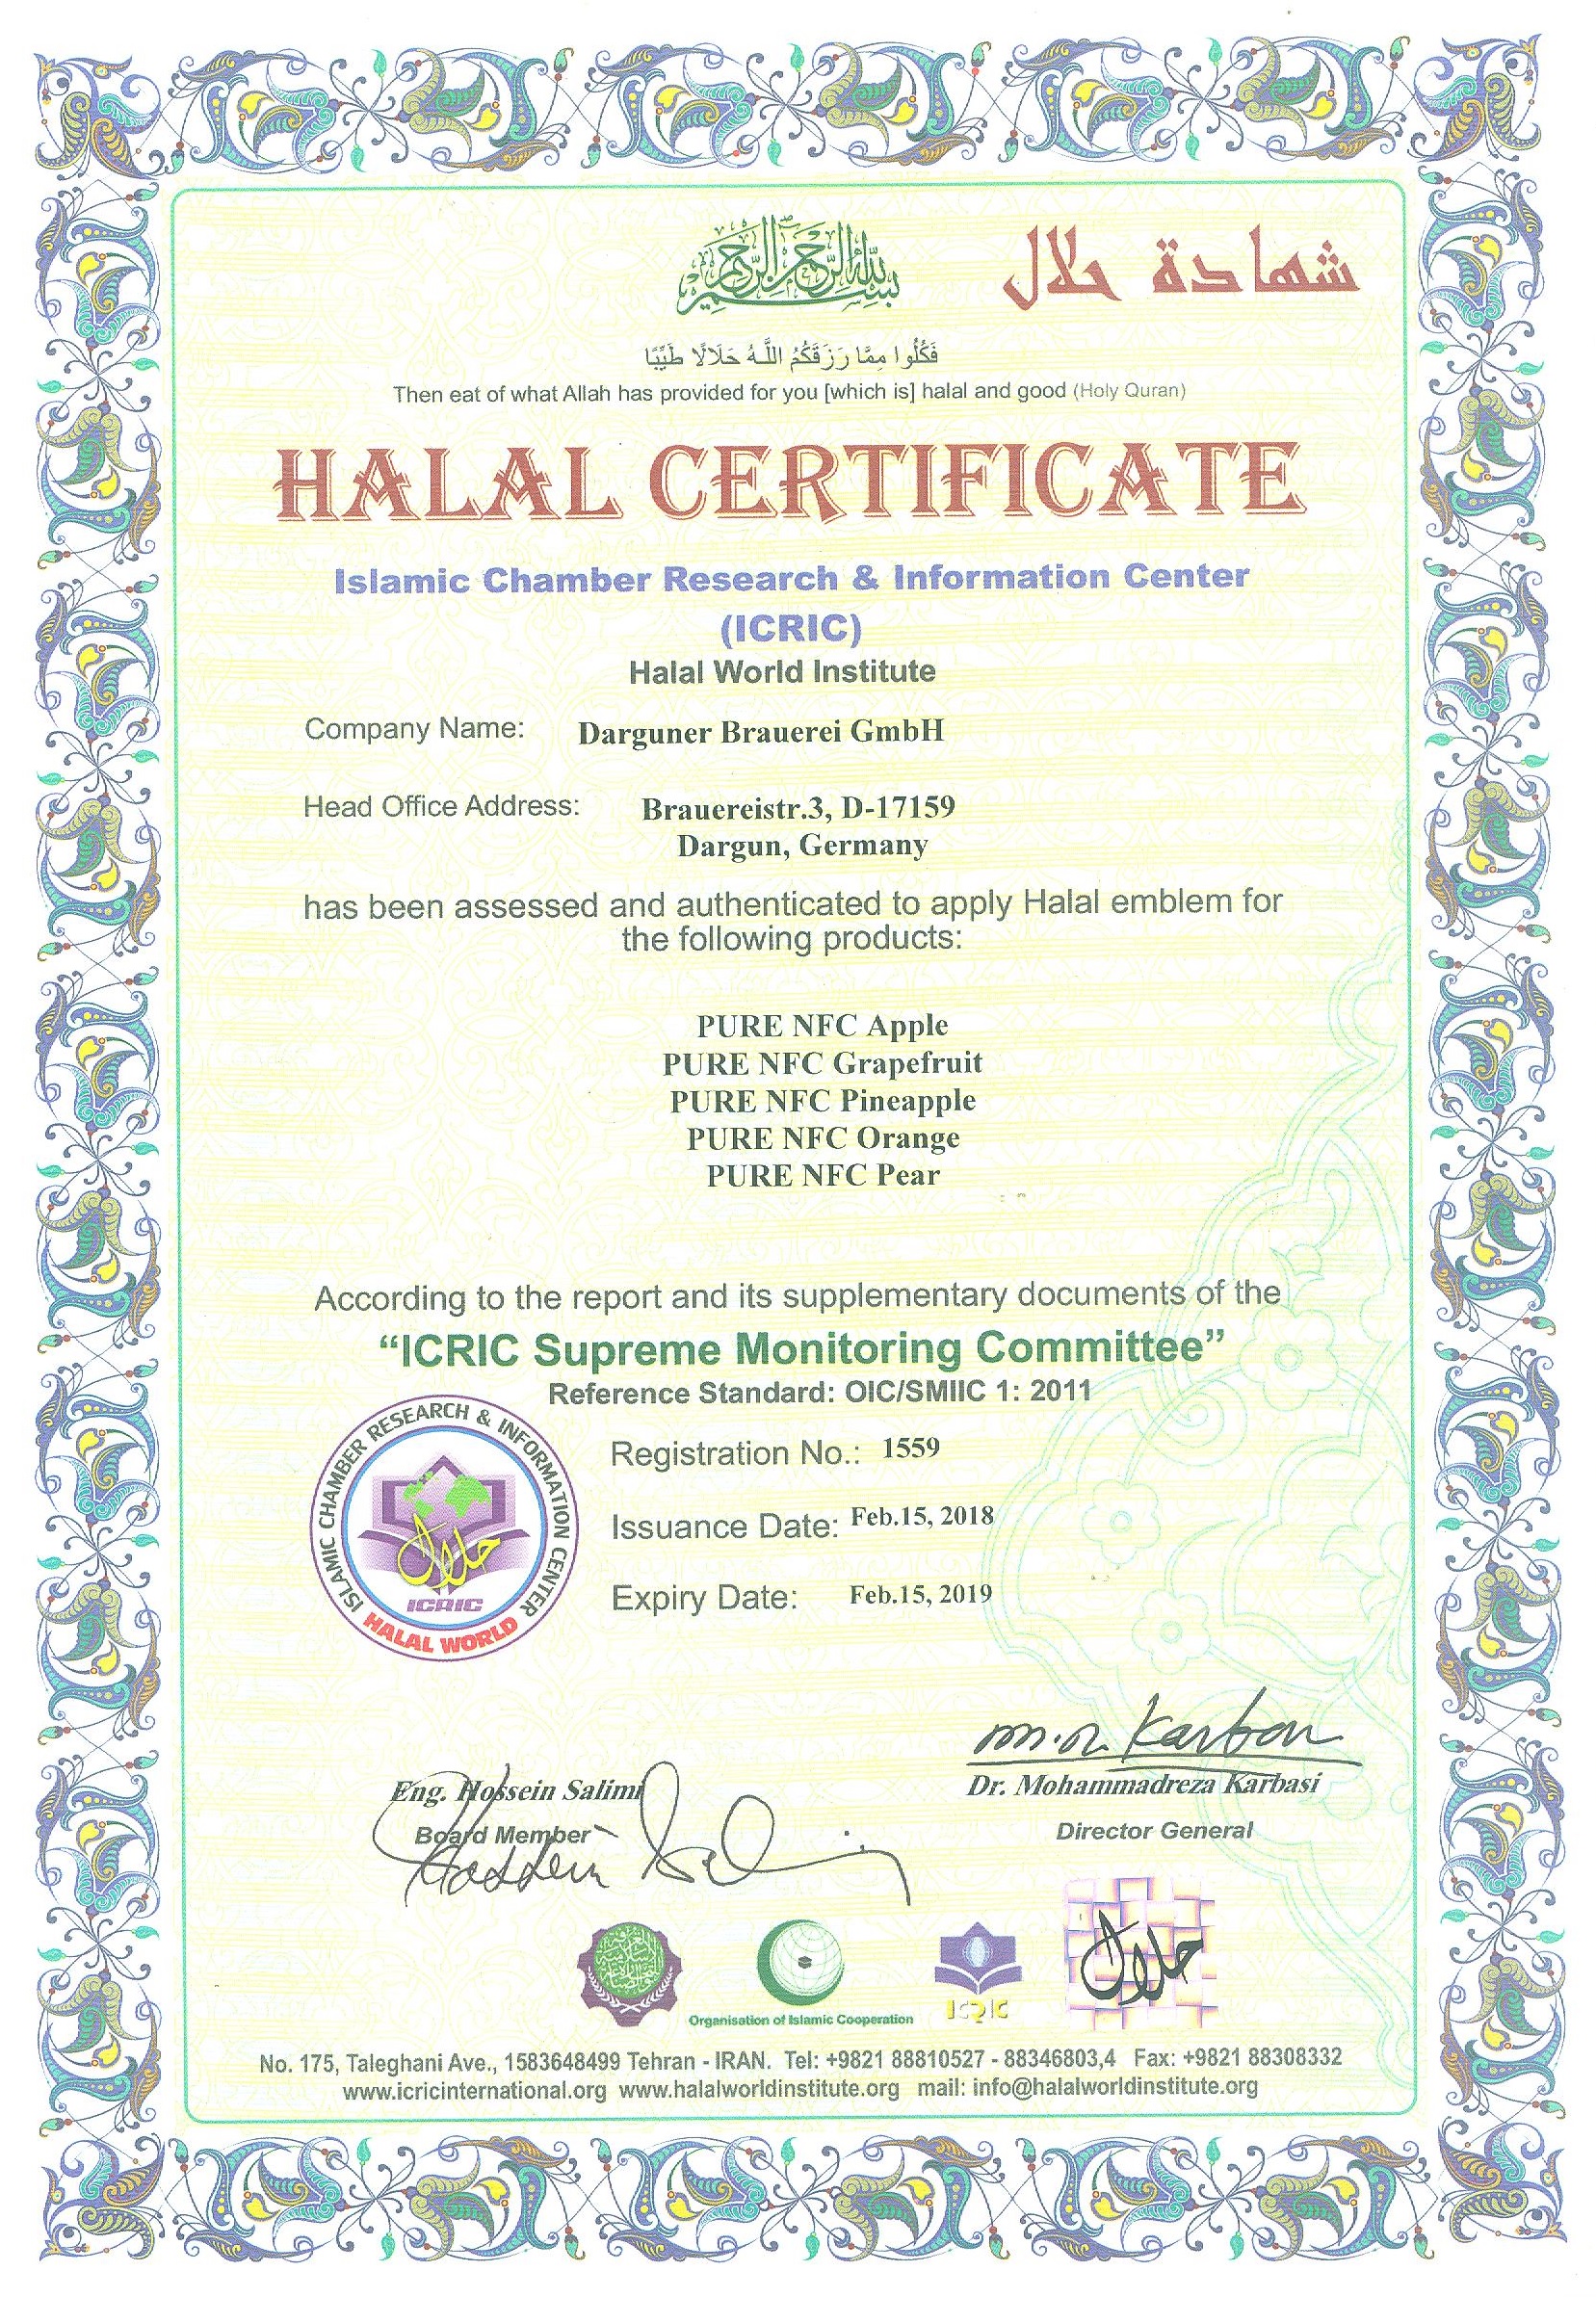 بسم الله الرحمن الرحيم
شهادة حلال
فَكُلُوا مِمَّا رَزَقَكُمُ اللَّهُ حَلَالًا طَيِّبًا
Then eat of what Allah has provided for you [which is] halal and good (Holy Quran)
HALAL CERTIFICATE
Islamic Chamber Research & Information Center
(ICRIC)
Halal World Institute
Company Name: Darguner Brauerei GmbH
Head Office Address: Brauereistr.3, D-17159
Dargun, Germany
has been assessed and authenticated to apply Halal emblem for
the following products:
PURE NFC Apple
PURE NFC Grapefruit
PURE NFC Pineapple
PURE NFC Orange
PURE NFC Pear
According to the report and its supplementary documents of the
“ICRIC Supreme Monitoring Committee”
Reference Standard: OIC/SMIIC 1: 2011
ISLAMIC CHAMBER RESEARCH & INFORMATION CENTER
حلال
ICRIC
HALAL WORLD
Registration No.: 1559
Issuance Date: Feb.15, 2018
Expiry Date: Feb.15, 2019
Eng. Hossein Salimi
Board Member
Hossein Salimi
m.r. Karbasi
Dr. Mohammadreza Karbasi
Director General
Organisation of Islamic Cooperation
ICRIC
حلال
No. 175, Taleghani Ave., 1583648499 Tehran - IRAN. Tel: +9821 88810527 - 88346803,4 Fax: +9821 88308332
www.icricinternational.org www.halalworldinstitute.org mail: info@halalworldinstitute.org